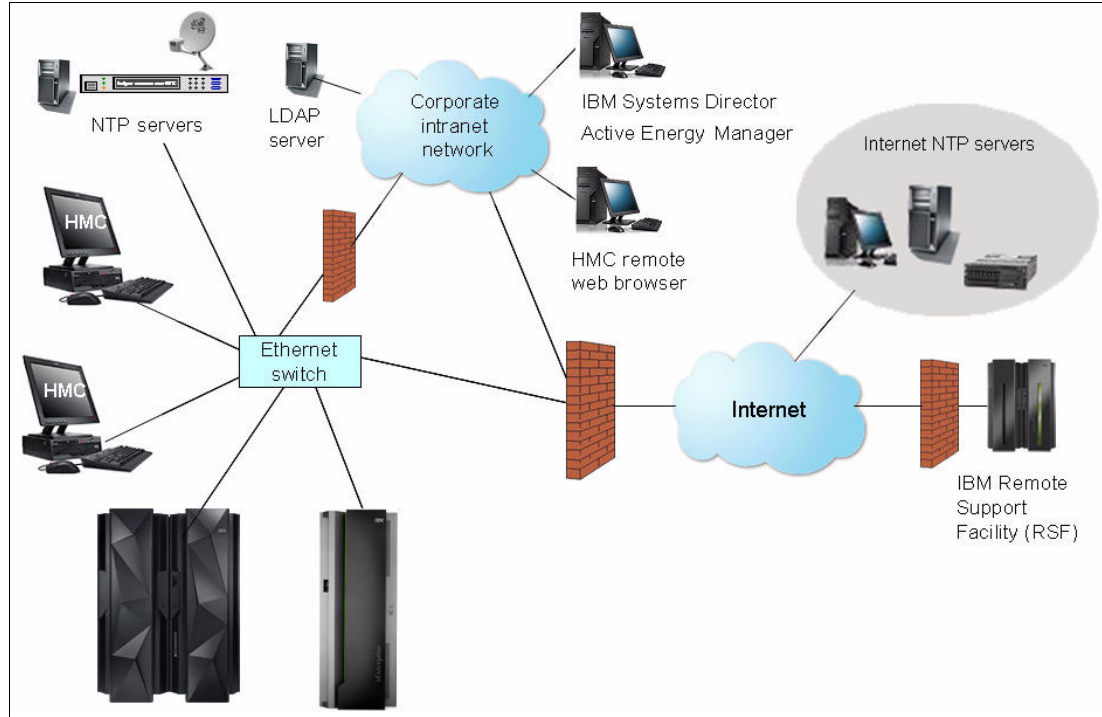 NTP servers
LDAP
server
Corporate
intranet
network
IBM Systems Director
Active Energy Manager
Internet NTP servers
HMC
HMC remote
web browser
Ethernet
switch
HMC
Internet
IBM Remote
Support
Facility (RSF)
zEnterprise